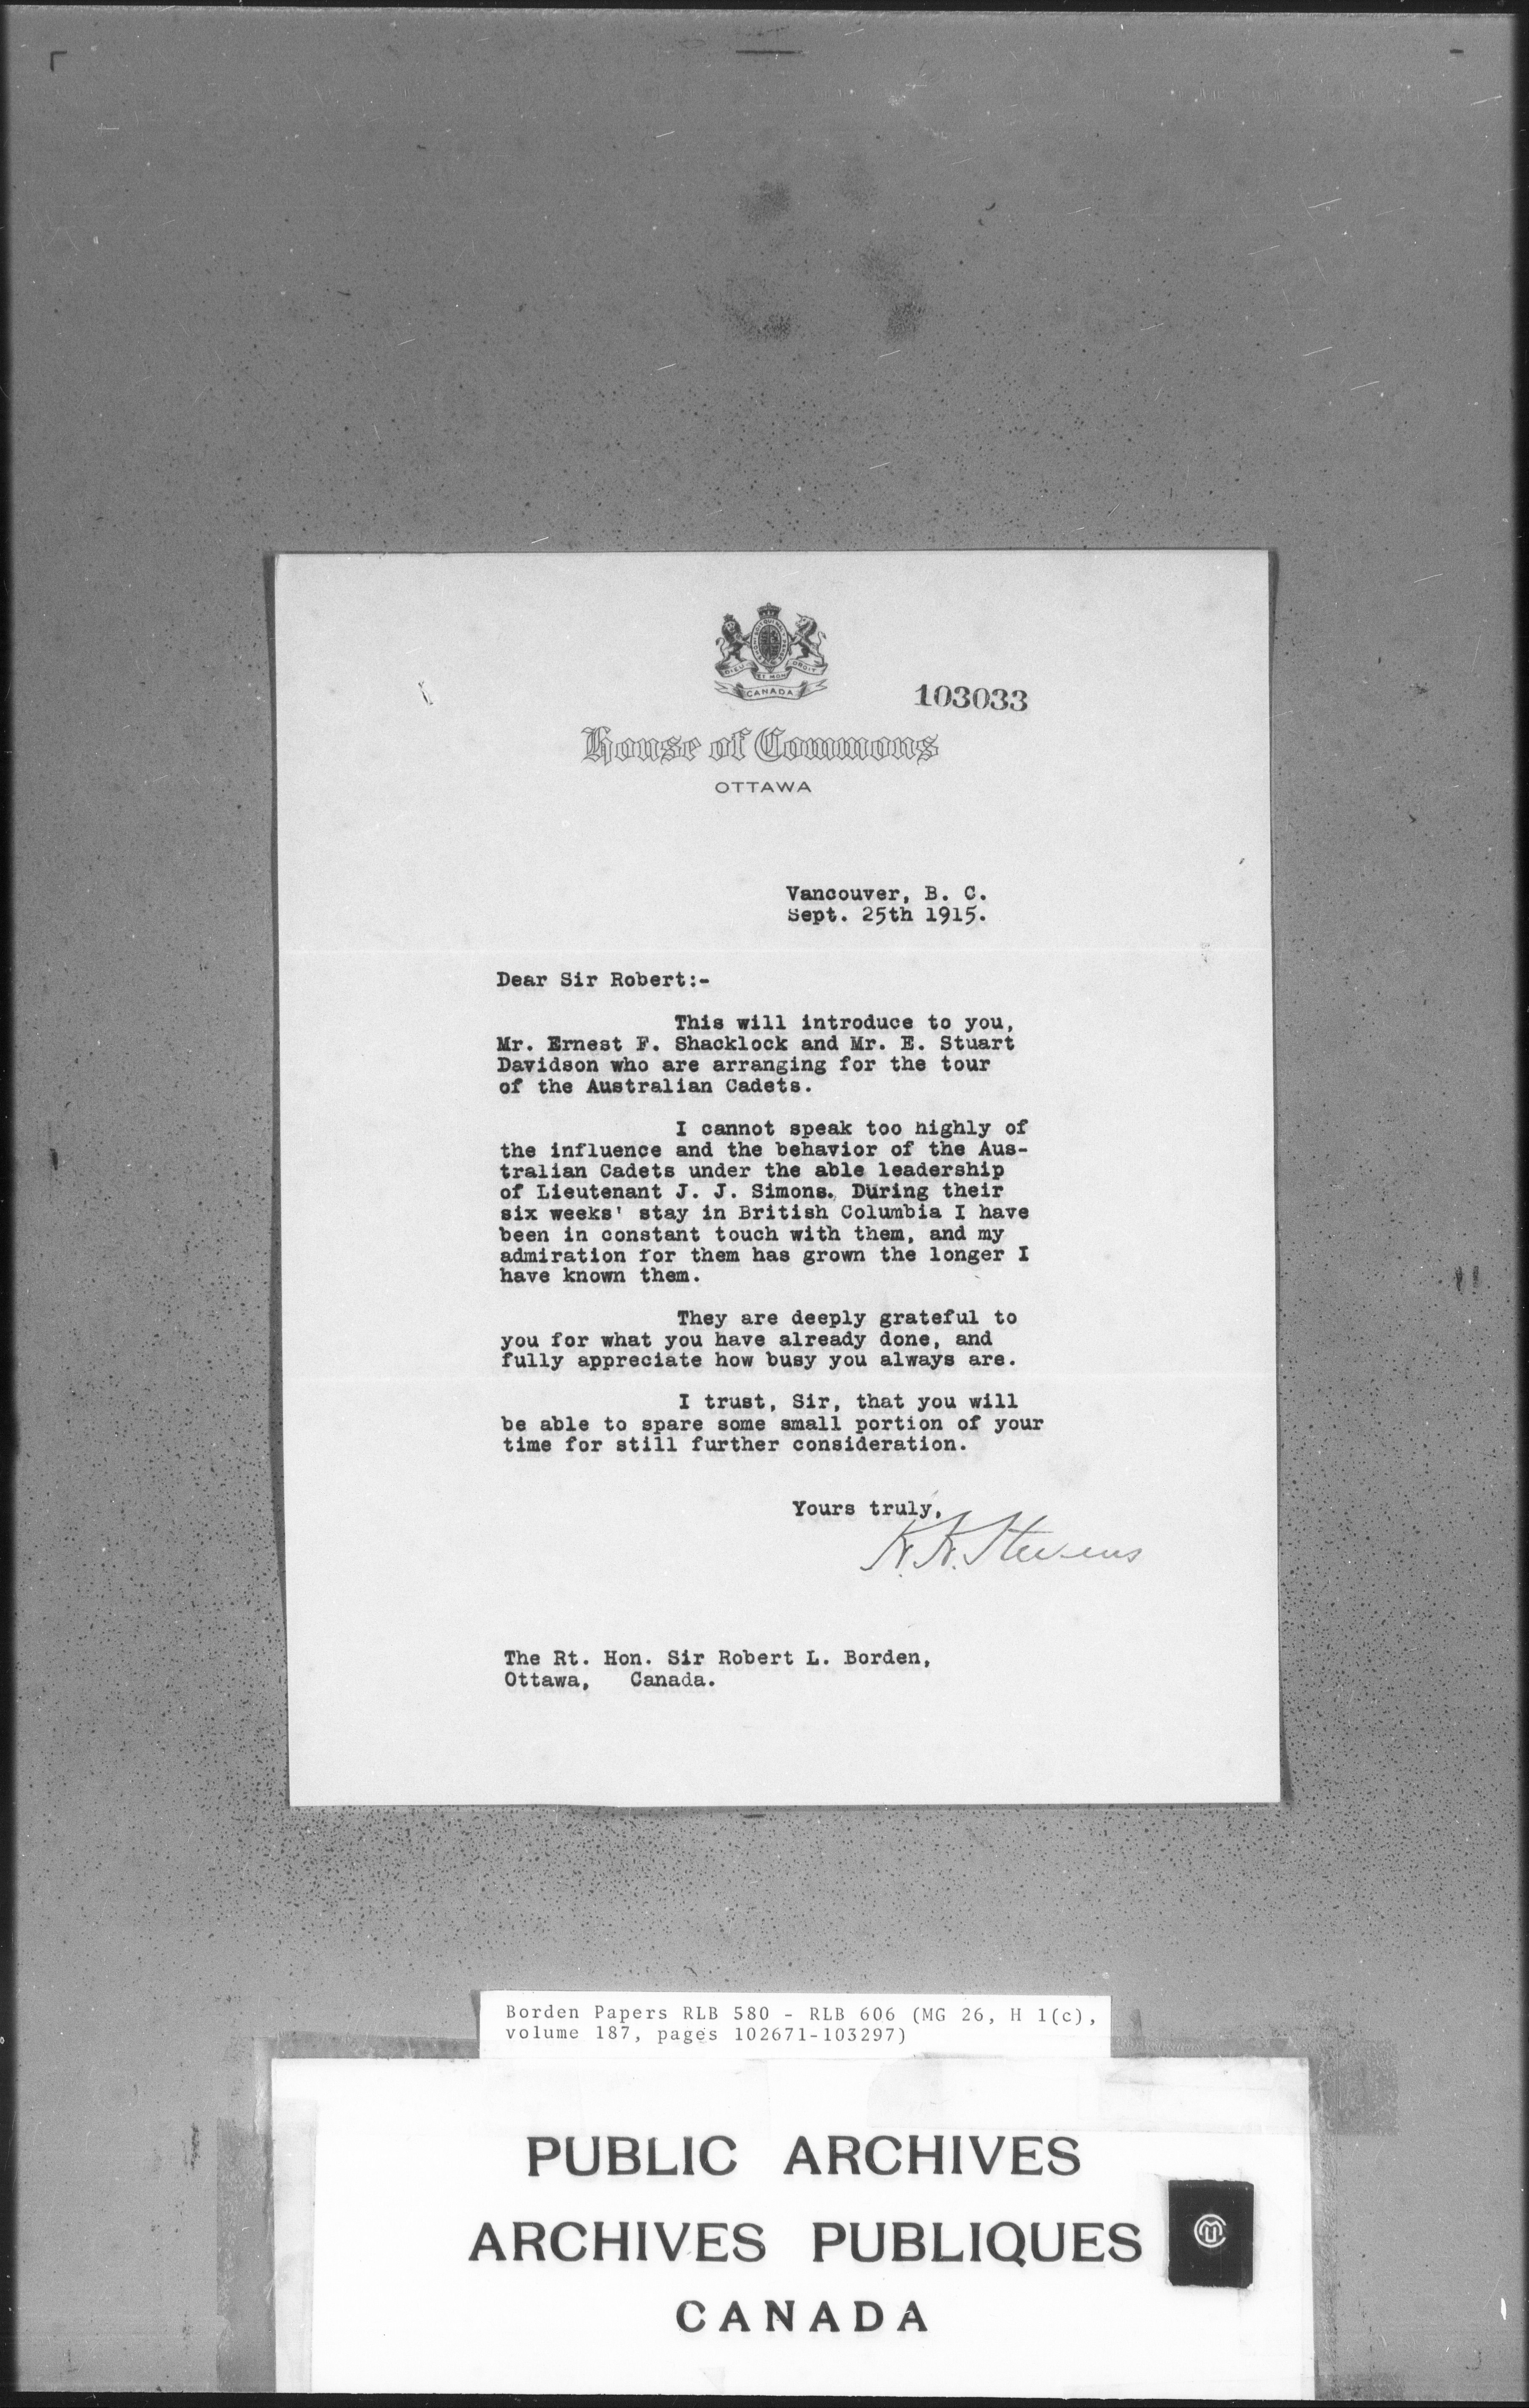 DIEU ET MON DROIT
CANADA
103033
House of Commons
OTTAWA
Vancouver, B. C.
Sept. 25th 1915.
Dear Sir Robert:-
This will introduce to you,
Mr. Ernest F. Shacklock and Mr. E. Stuart
Davidson who are arranging for the tour
of the Australian Cadets.
I cannot speak too highly of
the influence and the behavior of the Aus-
tralian Cadets under the able leadership
of Lieutenant J. J. Simons. During their
six weeks' stay in British Columbia I have
been in constant touch with them, and my
admiration for them has grown the longer I
have known them.
They are deeply grateful to
you for what you have already done, and
fully appreciate how busy you always are.
I trust, Sir, that you will
be able to spare some small portion of your
time for still further consideration.
Yours truly,
H. H. Stevens
The Rt. Hon. Sir Robert L. Borden,
Ottawa, Canada.
Borden Papers RLB 580 - RLB 606 (MG 26, H 1(c),
volume 187, pages 102671-103297)
PUBLIC ARCHIVES
ARCHIVES PUBLIQUES
CANADA